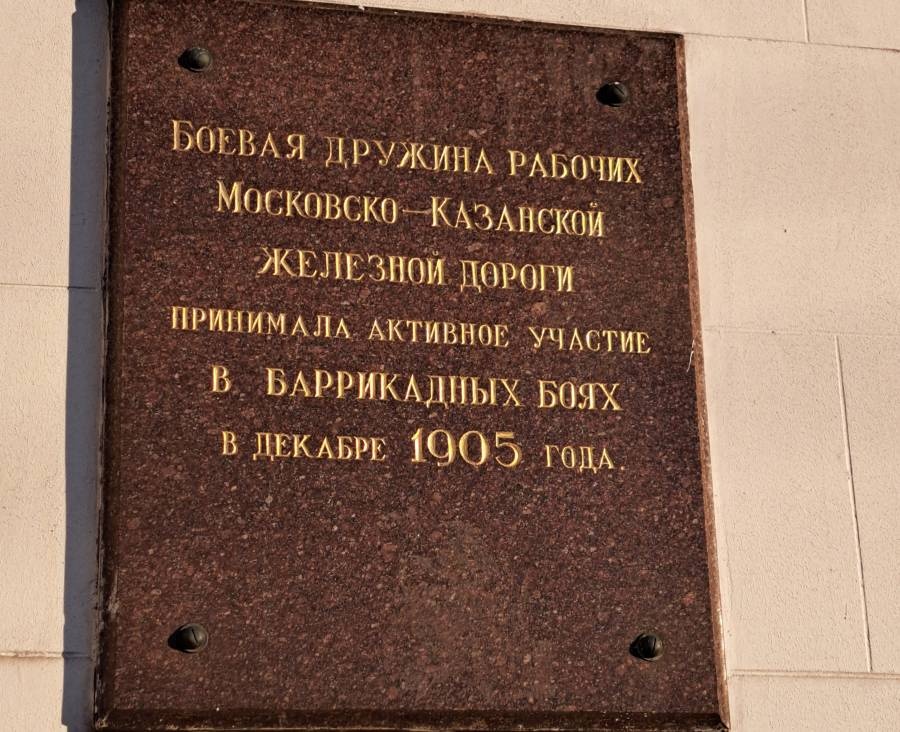 Боевая дружина рабочих
Московско-Казанской
железной дороги
принимала активное участие
в баррикадных боях
в декабре 1905 года.